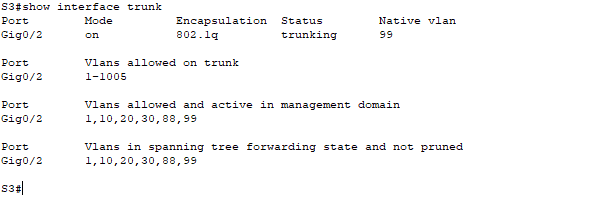 S3#show interface trunk
Port        Mode         Encapsulation  Status        Native vlan
Gig0/2      on           802.1q         trunking      99
Port        Vlans allowed on trunk
Gig0/2      1-1005
Port        Vlans allowed and active in management domain
Gig0/2      1,10,20,30,88,99
Port        Vlans in spanning tree forwarding state and not pruned
Gig0/2      1,10,20,30,88,99
S3#